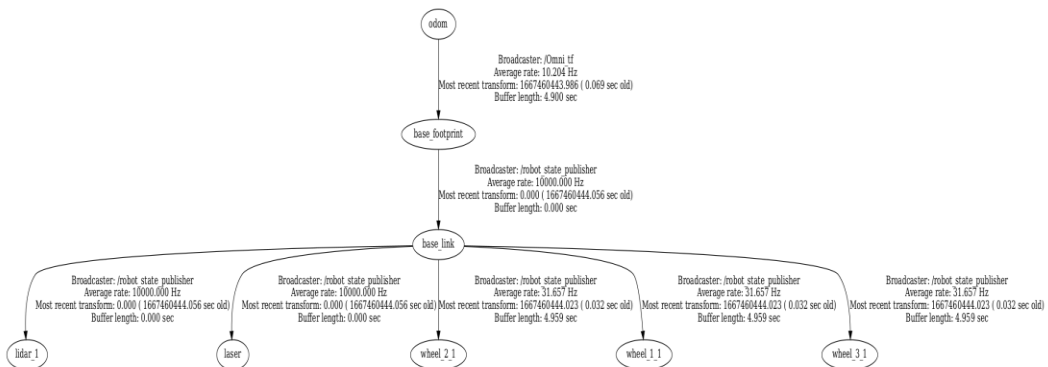 odom
Broadcaster: /Omni_tf
Average rate: 10.204 Hz
Most recent transform: 1667460443.986 ( 0.069 sec old)
Buffer length: 4.900 sec
base_footprint
Broadcaster: /robot_state_publisher
Average rate: 10000.000 Hz
Most recent transform: 0.000 ( 1667460444.056 sec old)
Buffer length: 0.000 sec
base_link
Broadcaster: /robot_state_publisher
Average rate: 10000.000 Hz
Most recent transform: 0.000 ( 1667460444.056 sec old)
Buffer length: 0.000 sec
Broadcaster: /robot_state_publisher
Average rate: 10000.000 Hz
Most recent transform: 0.000 ( 1667460444.056 sec old)
Buffer length: 0.000 sec
Broadcaster: /robot_state_publisher
Average rate: 31.657 Hz
Most recent transform: 1667460444.023 ( 0.032 sec old)
Buffer length: 4.959 sec
Broadcaster: /robot_state_publisher
Average rate: 31.657 Hz
Most recent transform: 1667460444.023 ( 0.032 sec old)
Buffer length: 4.959 sec
Broadcaster: /robot_state_publisher
Average rate: 31.657 Hz
Most recent transform: 1667460444.023 ( 0.032 sec old)
Buffer length: 4.959 sec
lidar_1
laser
wheel_2_1
wheel_1_1
wheel_3_1